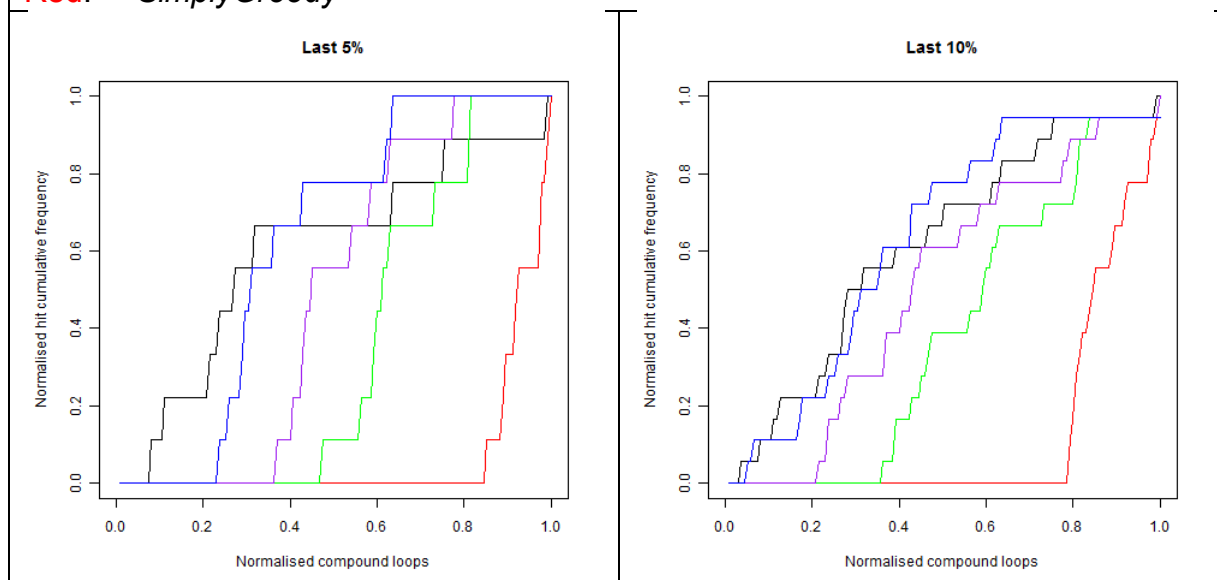 Red: SimplyGreedy
Last 5%
Normalised hit cumulative frequency
1.0
0.8
0.6
0.4
0.2
0.0
0.0 0.2 0.4 0.6 0.8 1.0
Normalised compound loops
Last 10%
Normalised hit cumulative frequency
1.0
0.8
0.6
0.4
0.2
0.0
0.0 0.2 0.4 0.6 0.8 1.0
Normalised compound loops